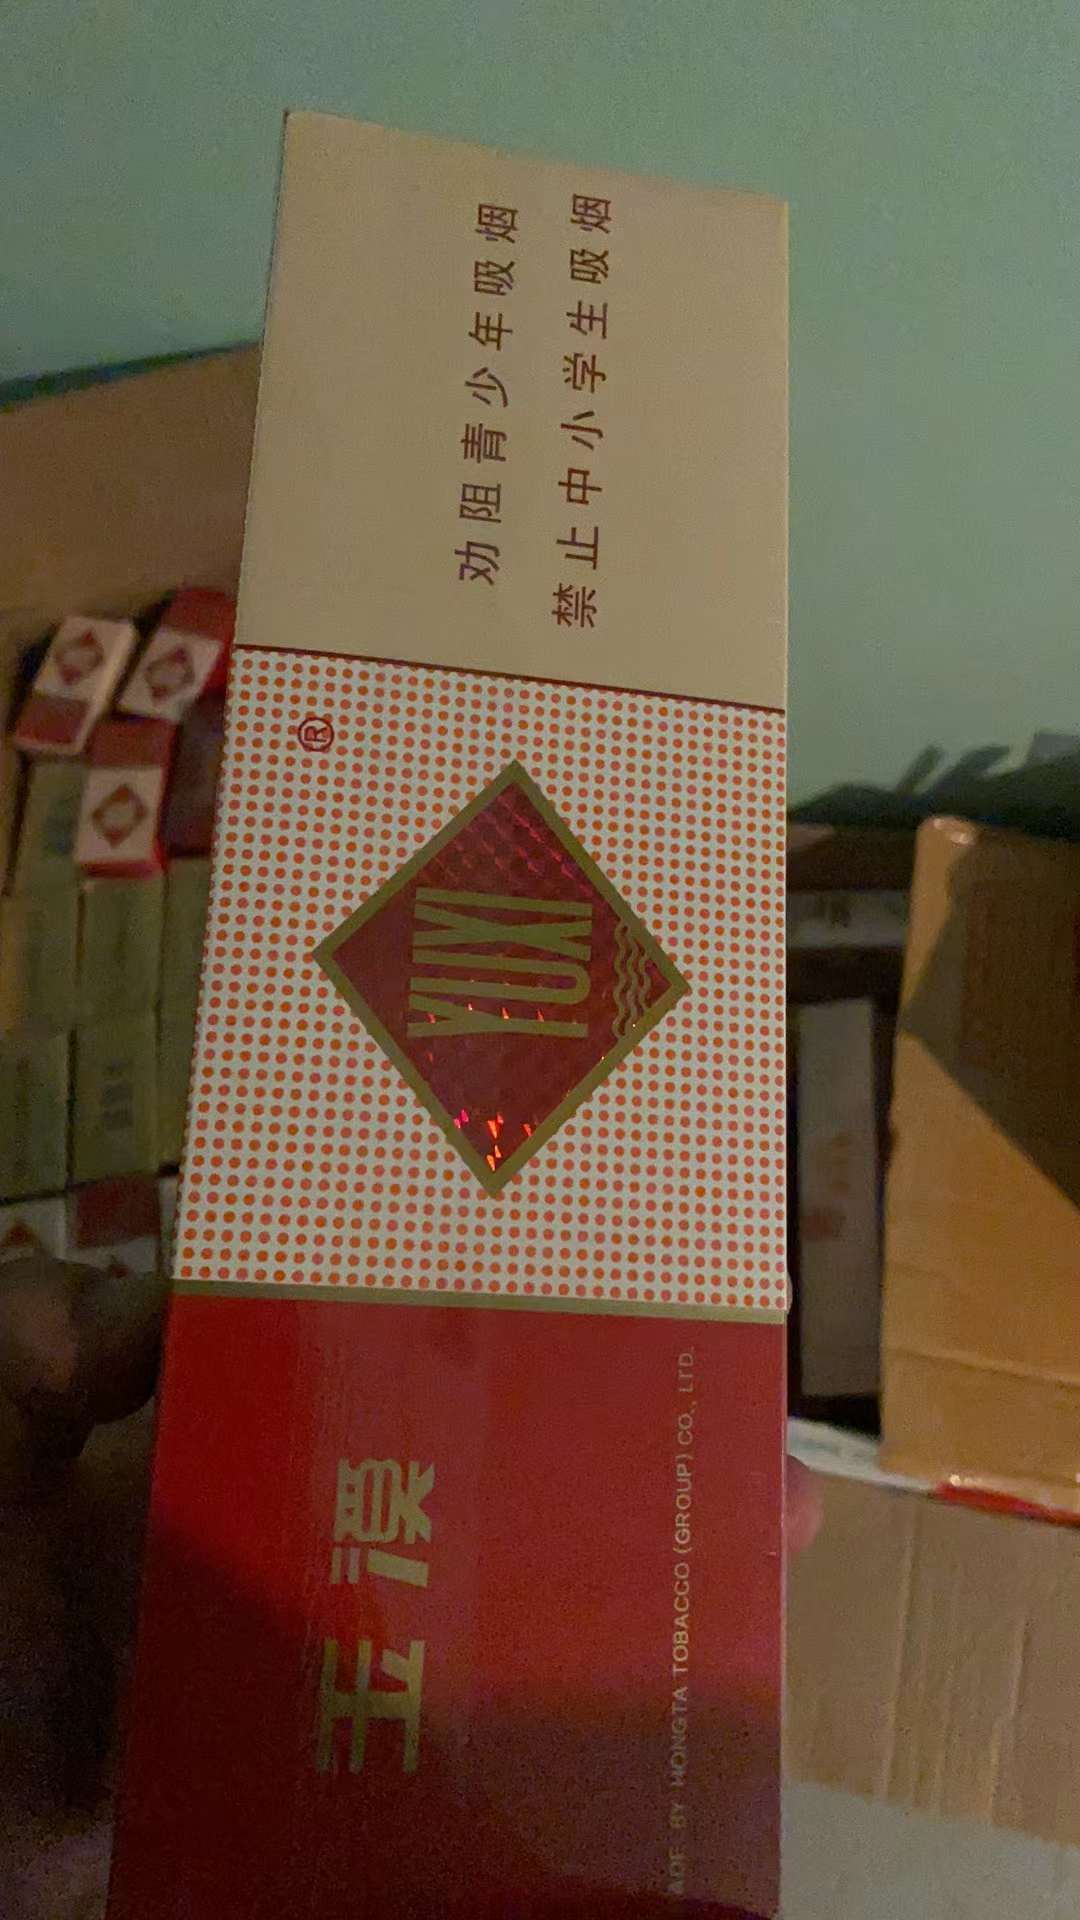 劝阻青少年吸烟
禁止中小学生吸烟
®
YUXI
玉溪
MADE BY HONGTA TOBACCO (GROUP) CO., LTD.